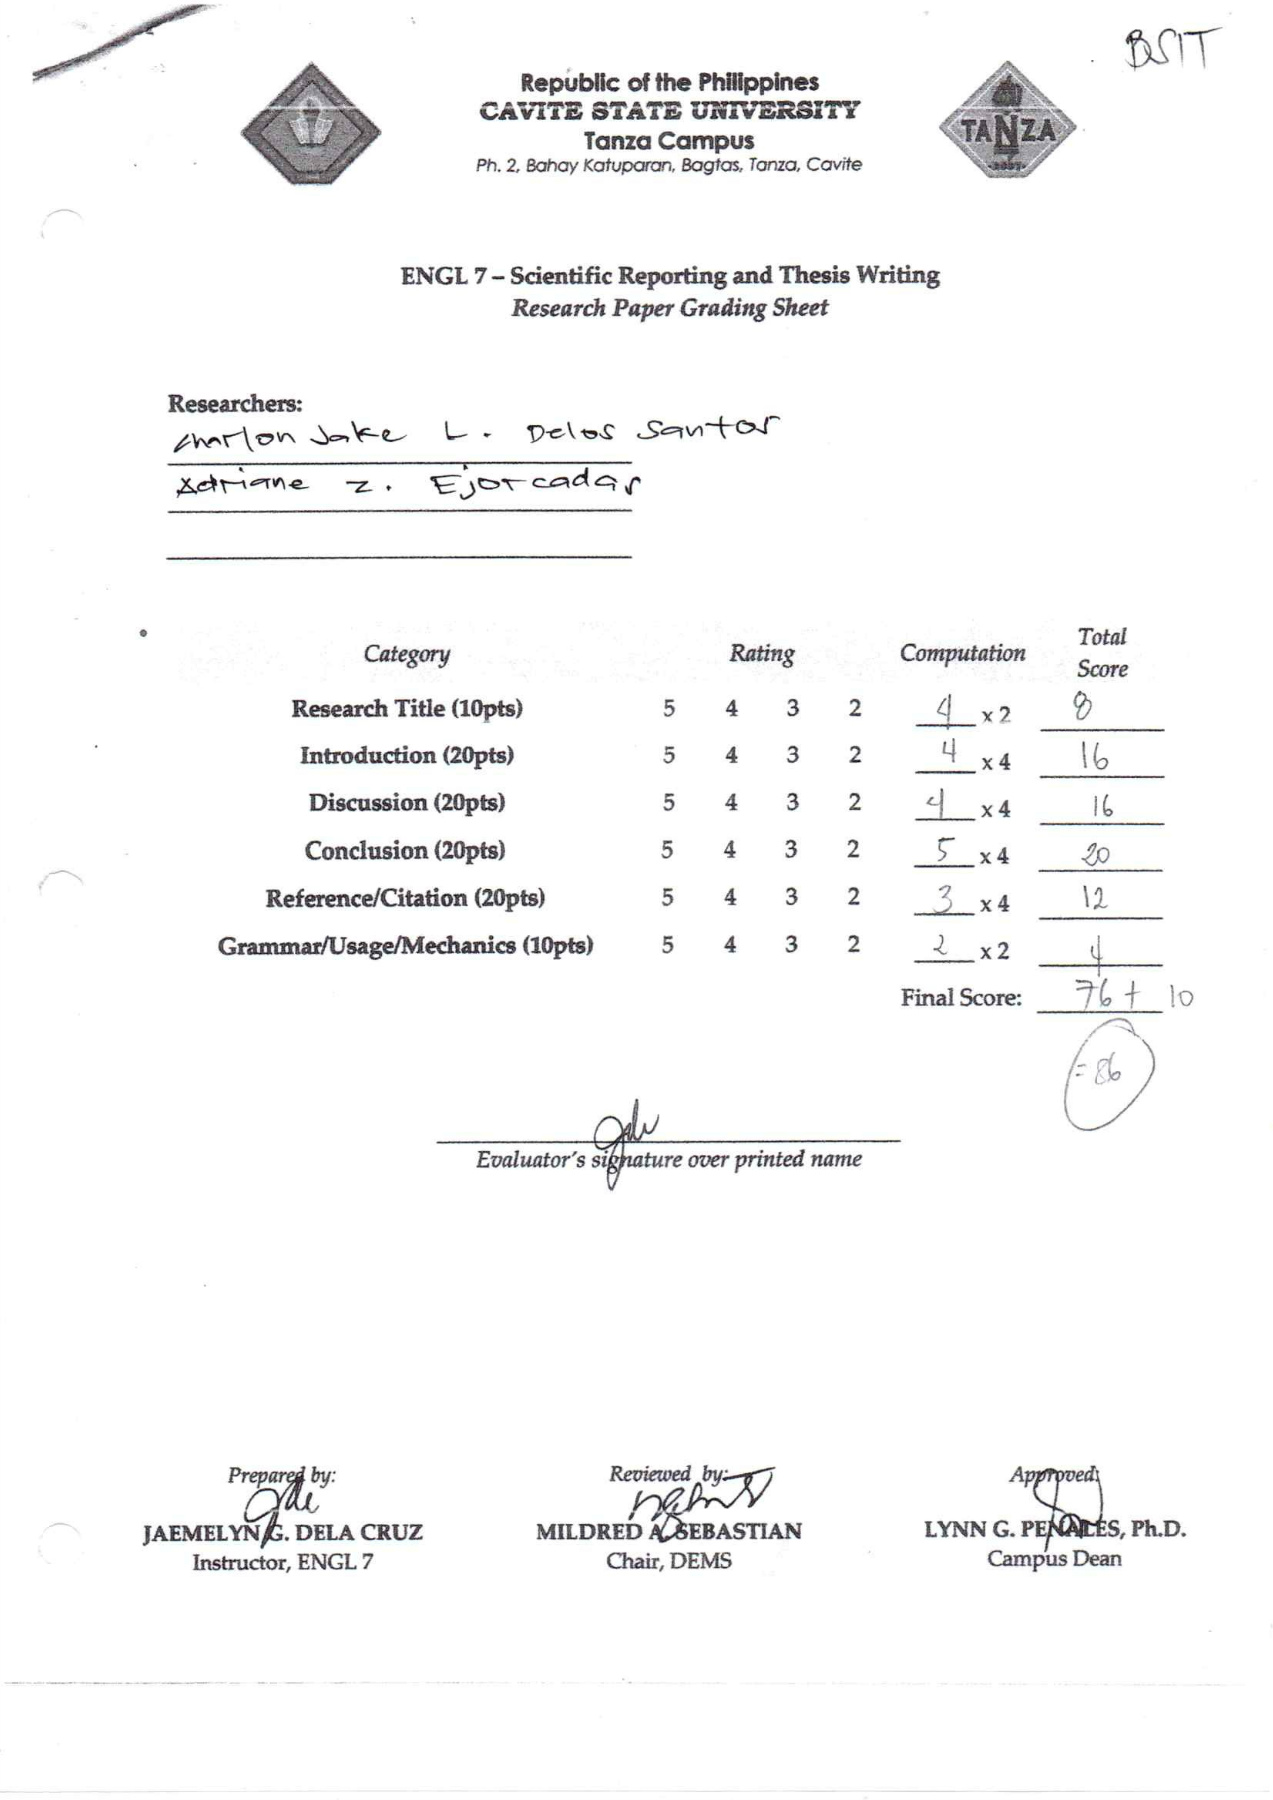 BSIT
Republic of the Philippines
CAVITE STATE UNIVERSITY
Tanza Campus
Ph. 2, Bahay Katuparan, Bagtas, Tanza, Cavite
TANZA
ENGL 7 – Scientific Reporting and Thesis Writing
Research Paper Grading Sheet
Researchers:
Charlon Jake L. Delos Santos
Adriane Z. Ejorcadas
Category Rating Computation Total Score
Research Title (10pts) 5 4 3 2 4 x 2 8
Introduction (20pts) 5 4 3 2 4 x 4 16
Discussion (20pts) 5 4 3 2 4 x 4 16
Conclusion (20pts) 5 4 3 2 5 x 4 20
Reference/Citation (20pts) 5 4 3 2 3 x 4 12
Grammar/Usage/Mechanics (10pts) 5 4 3 2 2 x 2 4
Final Score: 76 + 10
= 86
Evaluator's signature over printed name
Prepared by: Reviewed by: Approved:
JAEMELYN G. DELA CRUZ MILDRED A. SEBASTIAN LYNN G. PENALES, Ph.D.
Instructor, ENGL 7 Chair, DEMS Campus Dean